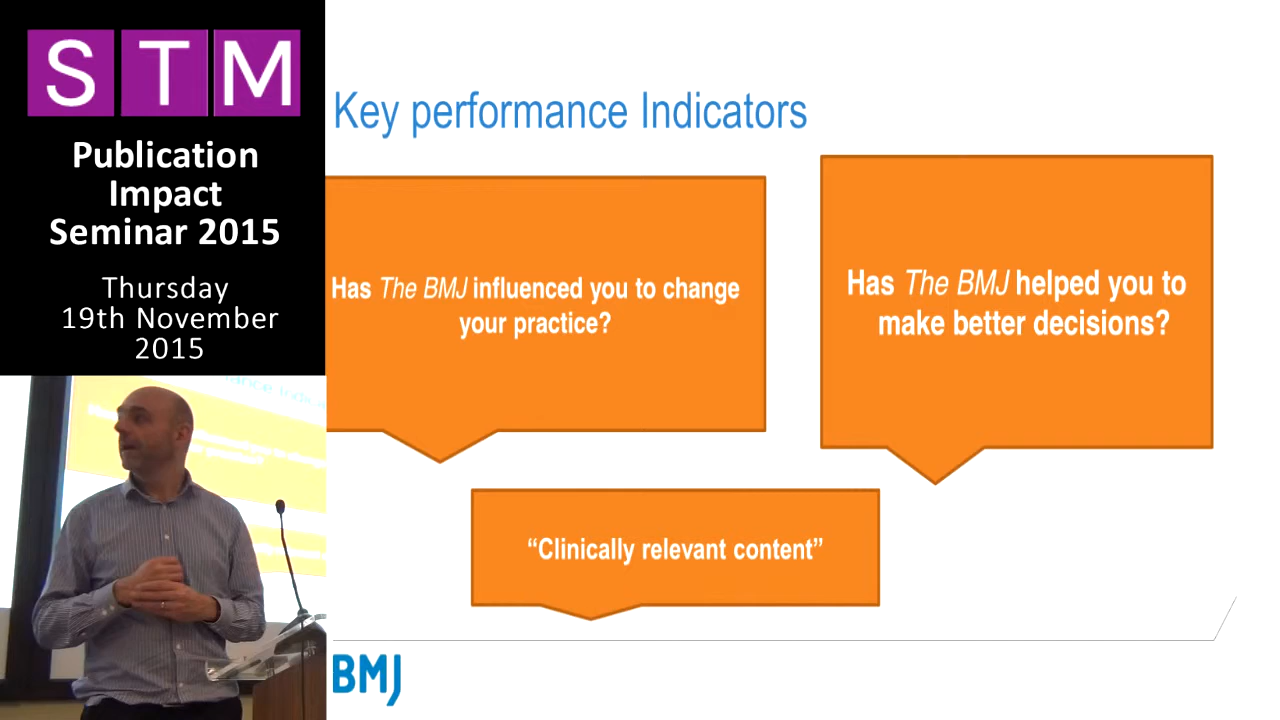 STM
Publication
Impact
Seminar 2015
Thursday
19th November
2015
Key performance Indicators
Has The BMJ influenced you to change
your practice?
Has The BMJ helped you to
make better decisions?
“Clinically relevant content”
BMJ